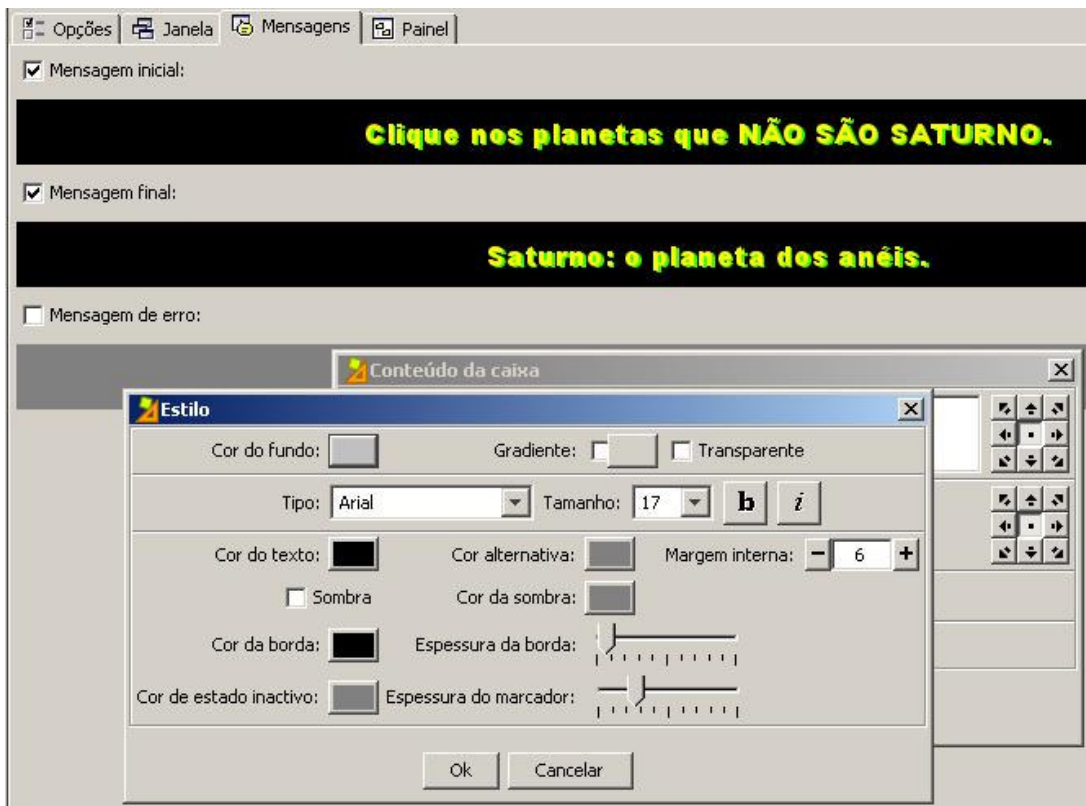 Opções Janela Mensagens Painel
Mensagem inicial:
Clique nos planetas que NÃO SÃO SATURNO.
Mensagem final:
Saturno: o planeta dos anéis.
Mensagem de erro:
Conteúdo da caixa
Estilo
Cor do fundo: Gradiente: Transparente
Tipo: Arial Tamanho: 17 b i
Cor do texto: Cor alternativa: Margem interna: 6
Sombra Cor da sombra:
Cor da borda: Espessura da borda:
Cor de estado inactivo: Espessura do marcador:
Ok Cancelar